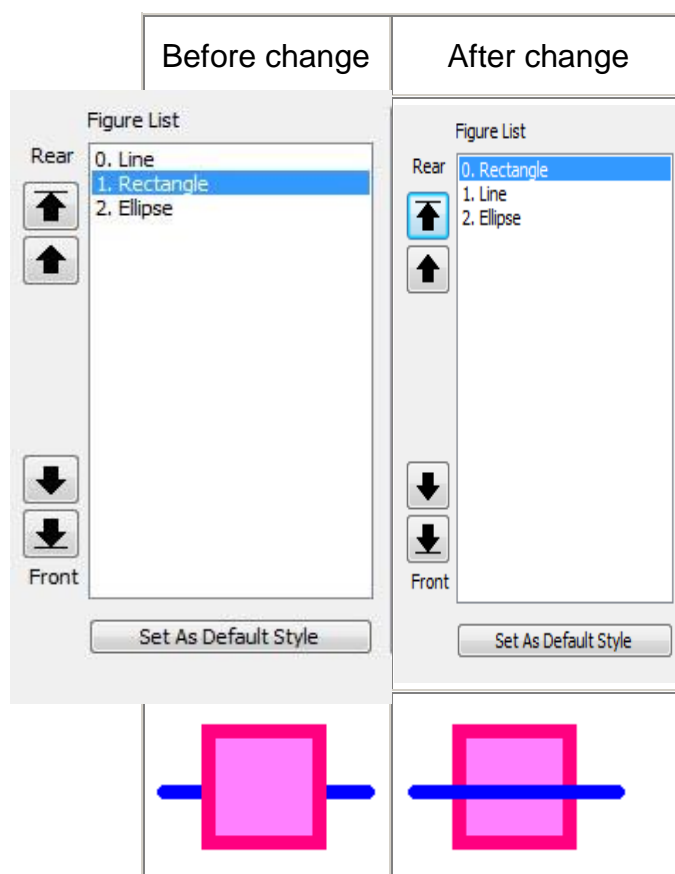 Before change
After change
Figure List
Rear
0. Line
1. Rectangle
2. Ellipse
Front
Set As Default Style
Figure List
Rear
0. Rectangle
1. Line
2. Ellipse
Front
Set As Default Style